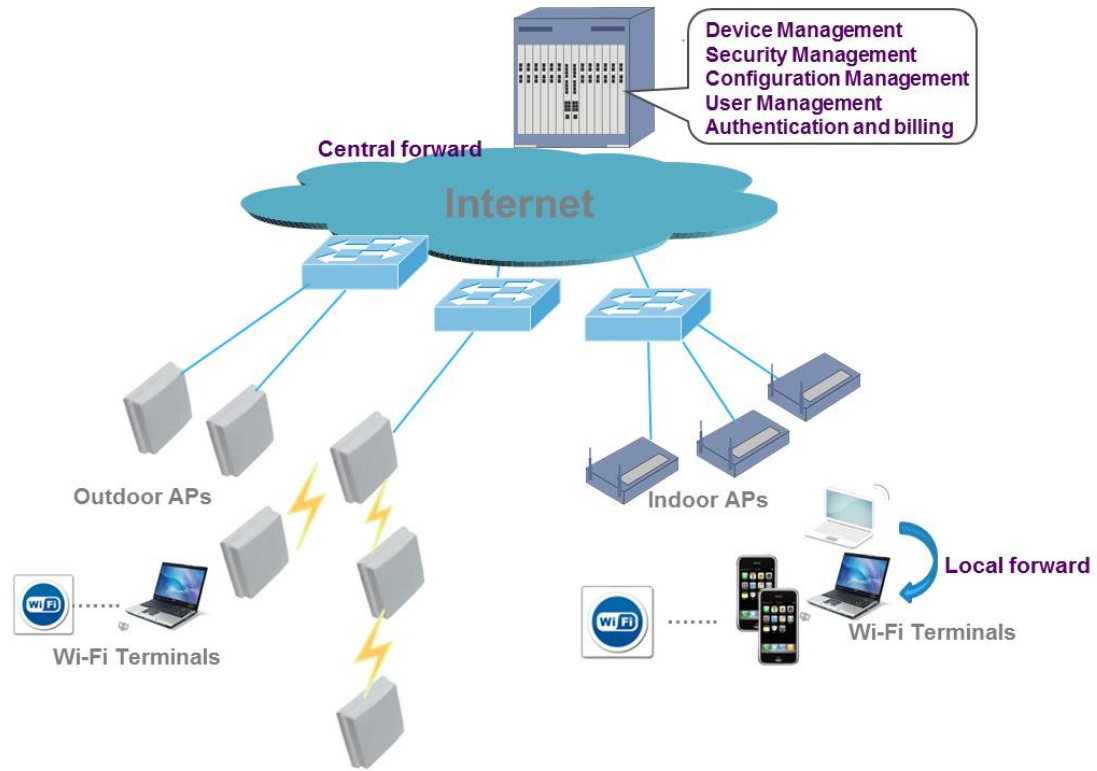 Device Management
Security Management
Configuration Management
User Management
Authentication and billing
Central forward
Internet
Outdoor APs
Indoor APs
Local forward
Wi Fi
Wi-Fi Terminals
Wi Fi
Wi-Fi Terminals